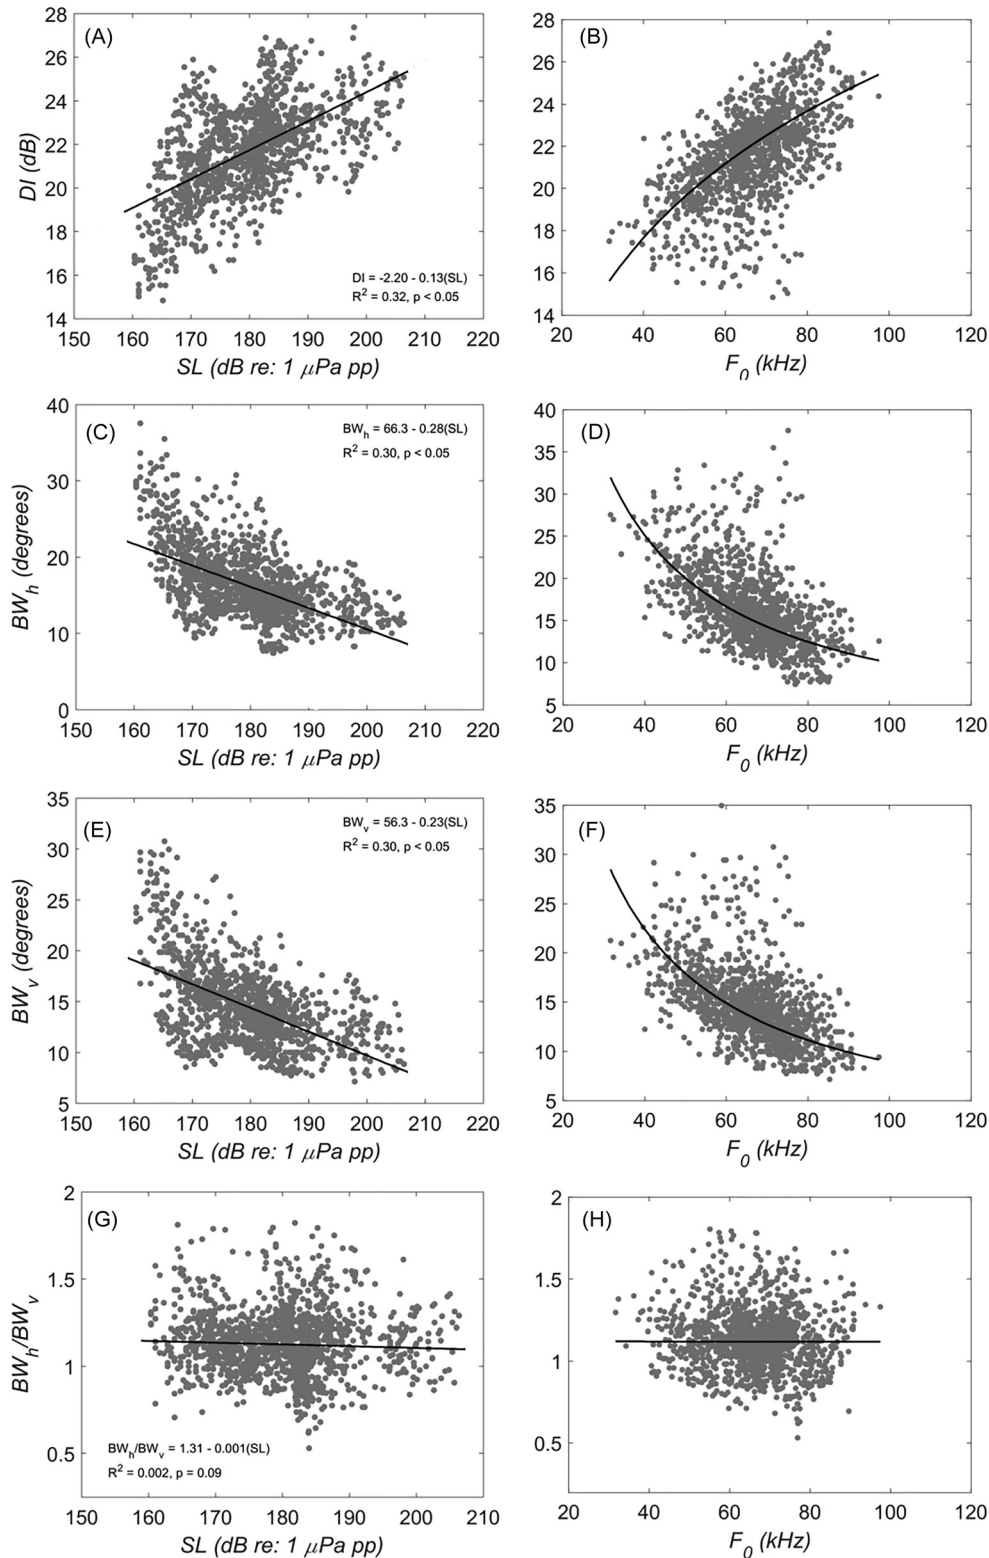 (A)
28
26
24
22
20
18
16
14
DI (dB)
DI = -2.20 - 0.13(SL)
R² = 0.32, p < 0.05
150 160 170 180 190 200 210 220
SL (dB re: 1 μPa pp)
(B)
28
26
24
22
20
18
16
14
20 40 60 80 100 120
F₀ (kHz)
(C)
40
30
20
10
0
BWₕ (degrees)
BWₕ = 66.3 - 0.28(SL)
R² = 0.30, p < 0.05
150 160 170 180 190 200 210 220
SL (dB re: 1 μPa pp)
(D)
40
35
30
25
20
15
10
5
20 40 60 80 100 120
F₀ (kHz)
(E)
35
30
25
20
15
10
5
BWᵥ (degrees)
BWᵥ = 56.3 - 0.23(SL)
R² = 0.30, p < 0.05
150 160 170 180 190 200 210 220
SL (dB re: 1 μPa pp)
(F)
35
30
25
20
15
10
5
20 40 60 80 100 120
F₀ (kHz)
(G)
2
1.5
1
0.5
BWₕ/BWᵥ
BWₕ/BWᵥ = 1.31 - 0.001(SL)
R² = 0.002, p = 0.09
150 160 170 180 190 200 210 220
SL (dB re: 1 μPa pp)
(H)
2
1.5
1
0.5
20 40 60 80 100 120
F₀ (kHz)